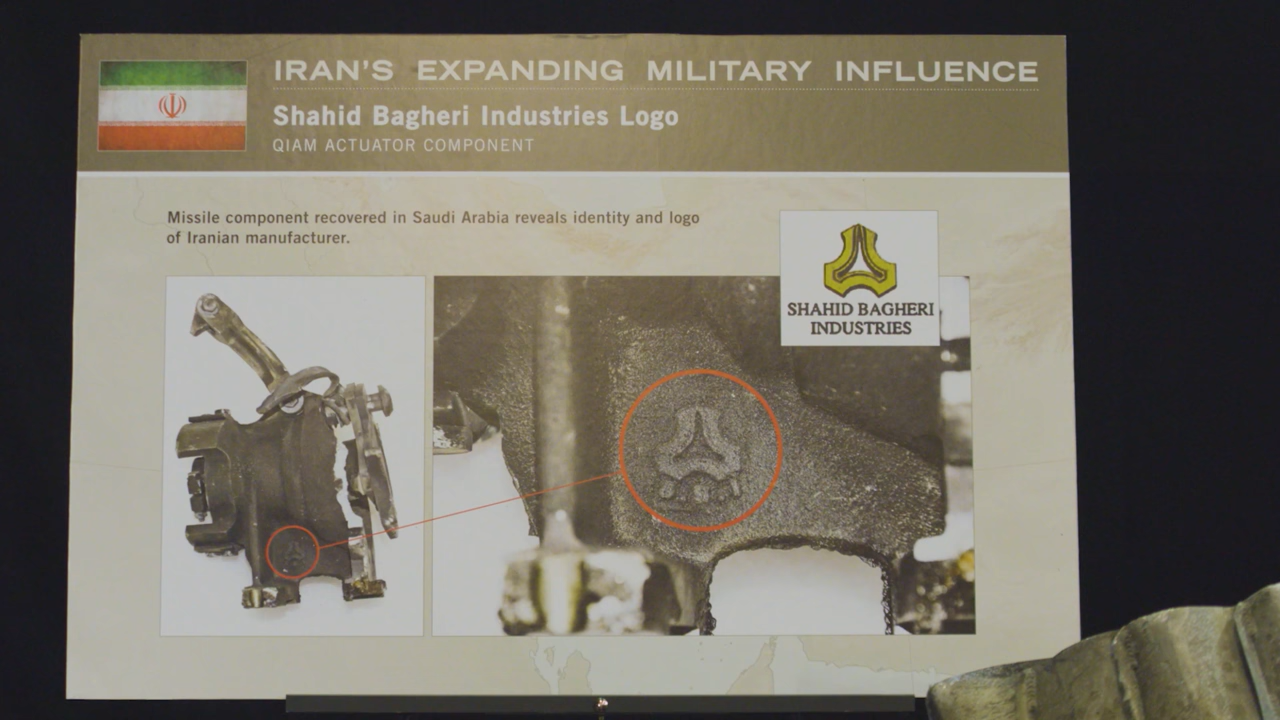 IRAN'S EXPANDING MILITARY INFLUENCE
Shahid Bagheri Industries Logo
QIAM ACTUATOR COMPONENT
Missile component recovered in Saudi Arabia reveals identity and logo
of Iranian manufacturer.
SHAHID BAGHERI
INDUSTRIES